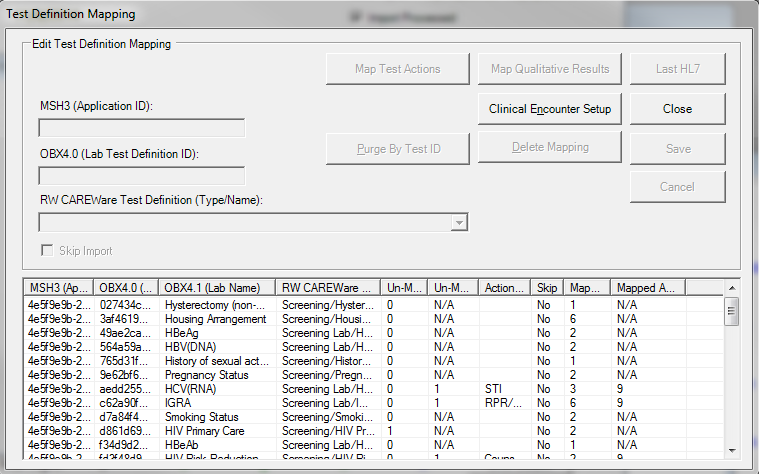 Test Definition Mapping
Edit Test Definition Mapping
Map Test Actions Map Qualitative Results Last HL7
MSH3 (Application ID): Clinical Encounter Setup Close
OBX4.0 (Lab Test Definition ID): Purge By Test ID Delete Mapping Save
Cancel
RW CAREWare Test Definition (Type/Name):
Skip Import
MSH3 (Ap... OBX4.0 (... OBX4.1 (Lab Name) RW CAREWare ... Un-M... Un-M... Action... Skip Map... Mapped A...
4e5f9e9b-2... 027434c... Hysterectomy (non-... Screening/Hyster... 0 N/A No 1 N/A
4e5f9e9b-2... 3af4619... Housing Arrangement Screening/Housi... 0 N/A No 6 N/A
4e5f9e9b-2... 49ae2ca... HBeAg Screening Lab/H... 0 N/A No 2 N/A
4e5f9e9b-2... 564a59a... HBV(DNA) Screening Lab/H... 0 N/A No 2 N/A
4e5f9e9b-2... 765d31f... History of sexual act... Screening/Histor... 0 N/A No 1 N/A
4e5f9e9b-2... 9e62bf6... Pregnancy Status Screening/Pregn... 0 N/A No 2 N/A
4e5f9e9b-2... aedd255... HCV(RNA) Screening Lab/H... 0 1 STI No 3 9
4e5f9e9b-2... c62a90f... IGRA Screening Lab/I... 0 1 RPR/... No 6 9
4e5f9e9b-2... d7a84f4... Smoking Status Screening/Smoki... 0 N/A No 2 N/A
4e5f9e9b-2... d861d69... HIV Primary Care Screening/HIV Pr... 1 N/A No 2 N/A
4e5f9e9b-2... f34d9d2... HBeAb Screening Lab/H... 0 N/A No 1 N/A
4e5f9e9b-2... HIV Risk Reduction Screening/HIV 0 1 No 2 9